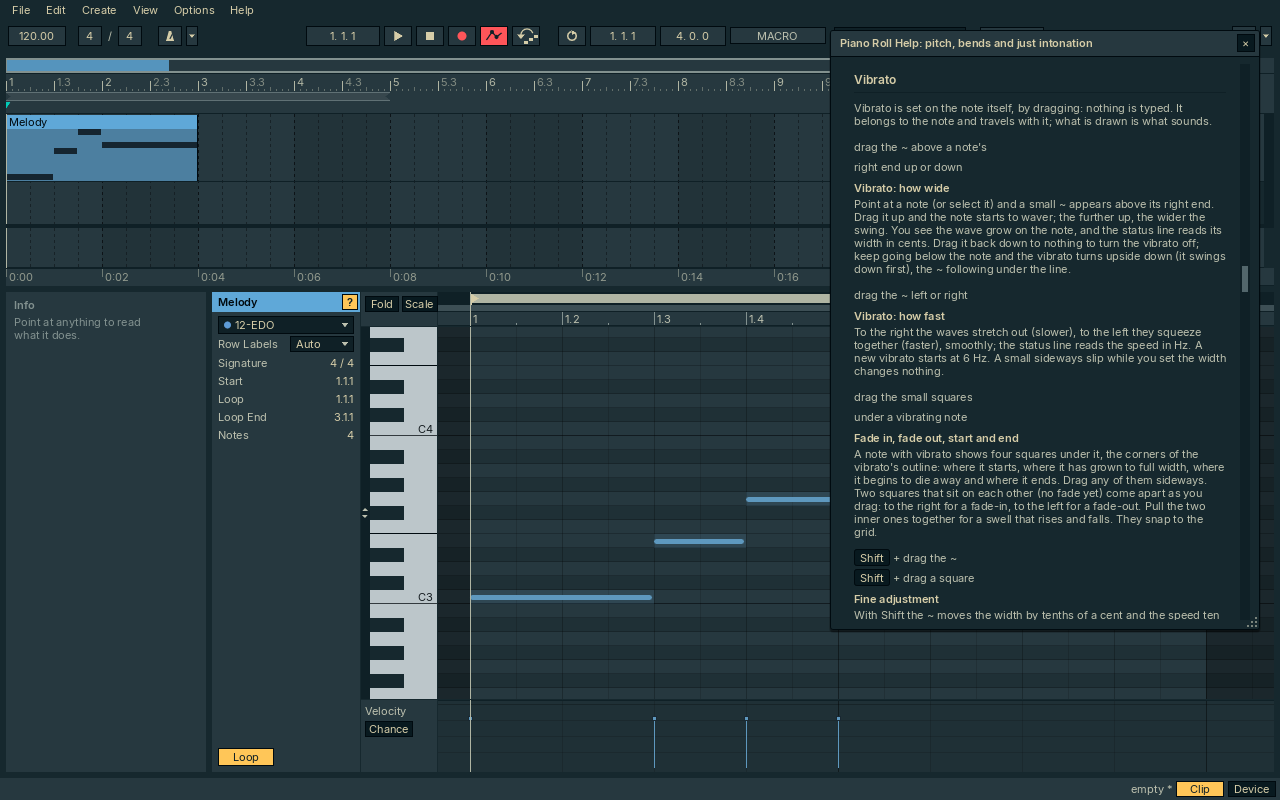 File Edit Create View Options Help
120.00 4 / 4 1. 1. 1 1. 1. 1 4. 0. 0 MACRO
Piano Roll Help: pitch, bends and just intonation ×
1 1.3 2 2.3 3 3.3 4 4.3 5 5.3 6 6.3 7 7.3 8 8.3 9
Melody
0:00 0:02 0:04 0:06 0:08 0:10 0:12 0:14 0:16
Info
Point at anything to read
what it does.
Melody ?
12-EDO
Row Labels Auto
Signature 4 / 4
Start 1.1.1
Loop 1.1.1
Loop End 3.1.1
Notes 4
Loop
Fold Scale
1 1.2 1.3 1.4
C4
C3
Velocity
Chance
Vibrato
Vibrato is set on the note itself, by dragging: nothing is typed. It
belongs to the note and travels with it; what is drawn is what sounds.
drag the ~ above a note's
right end up or down
Vibrato: how wide
Point at a note (or select it) and a small ~ appears above its right end.
Drag it up and the note starts to waver; the further up, the wider the
swing. You see the wave grow on the note, and the status line reads its
width in cents. Drag it back down to nothing to turn the vibrato off;
keep going below the note and the vibrato turns upside down (it swings
down first), the ~ following under the line.
drag the ~ left or right
Vibrato: how fast
To the right the waves stretch out (slower), to the left they squeeze
together (faster), smoothly; the status line reads the speed in Hz. A
new vibrato starts at 6 Hz. A small sideways slip while you set the width
changes nothing.
drag the small squares
under a vibrating note
Fade in, fade out, start and end
A note with vibrato shows four squares under it, the corners of the
vibrato's outline: where it starts, where it has grown to full width, where
it begins to die away and where it ends. Drag any of them sideways.
Two squares that sit on each other (no fade yet) come apart as you
drag: to the right for a fade-in, to the left for a fade-out. Pull the two
inner ones together for a swell that rises and falls. They snap to the
grid.
Shift + drag the ~
Shift + drag a square
Fine adjustment
With Shift the ~ moves the width by tenths of a cent and the speed ten
empty * Clip Device